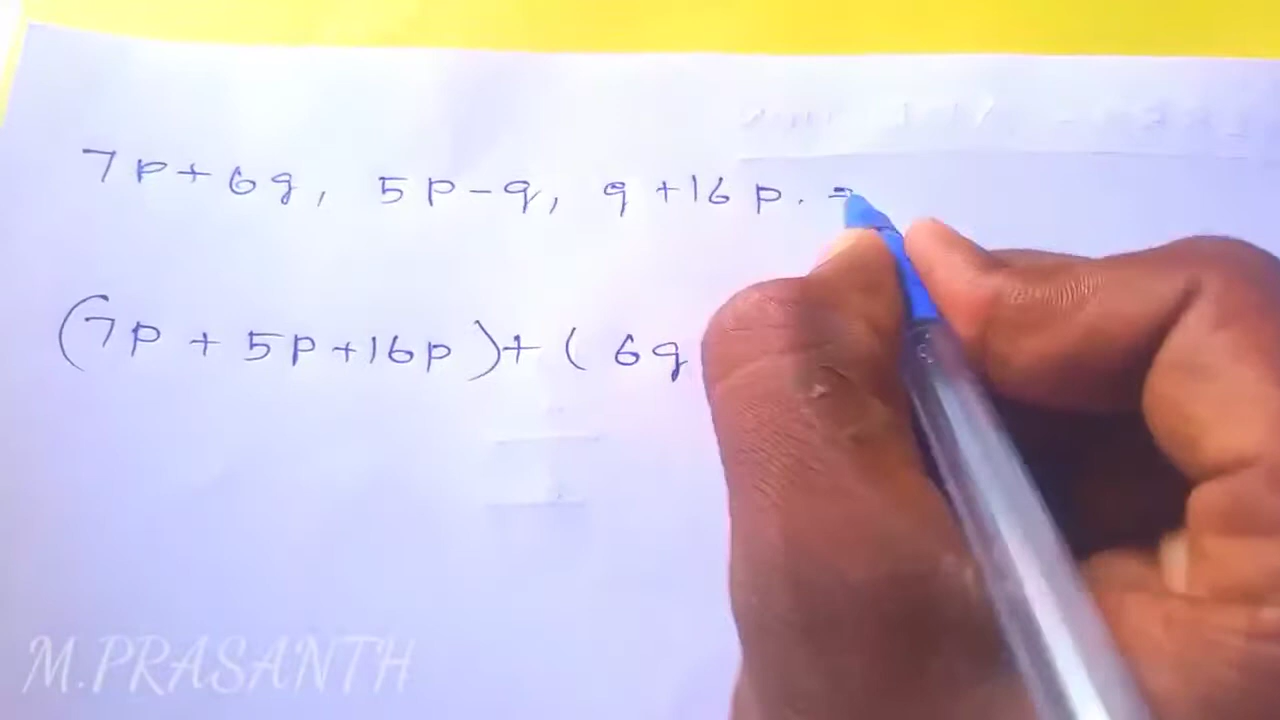 7p+6q, 5p-q, q+16p. =
(7p + 5p+16p)+( 6q
M.PRASANTH